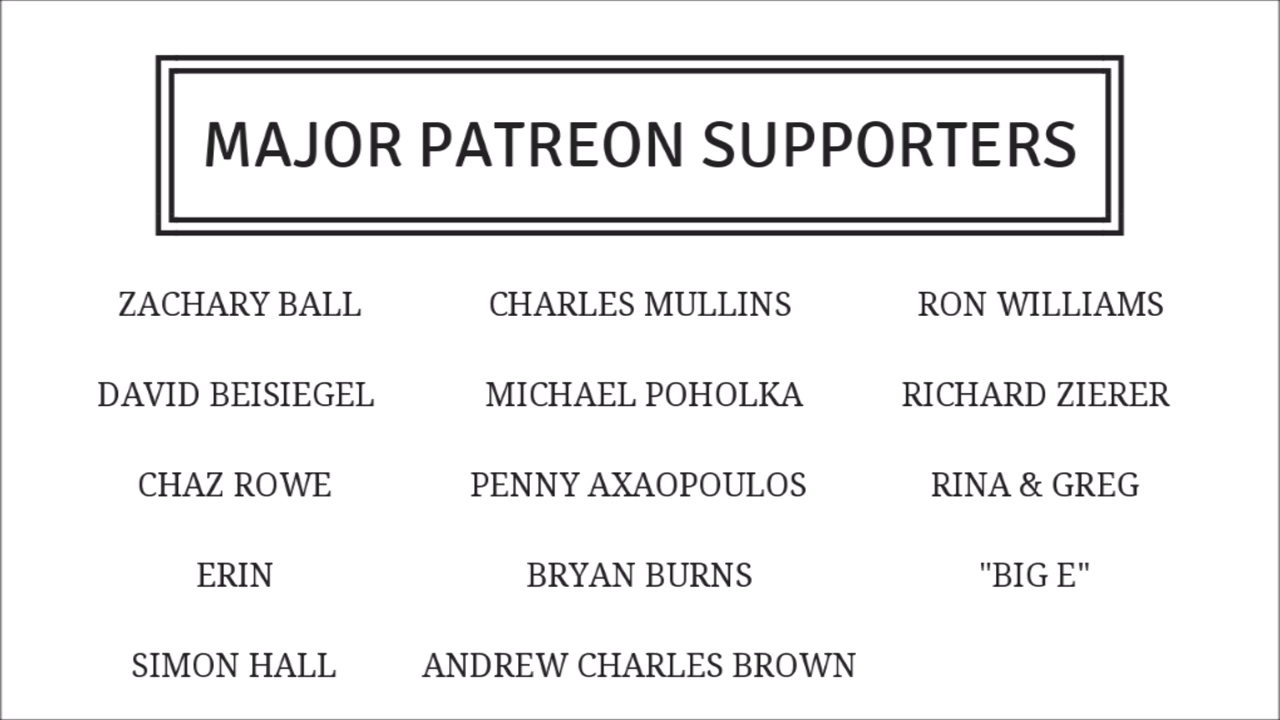 MAJOR PATREON SUPPORTERS
ZACHARY BALL CHARLES MULLINS RON WILLIAMS
DAVID BEISIEGEL MICHAEL POHOLKA RICHARD ZIERER
CHAZ ROWE PENNY AXAOPOULOS RINA & GREG
ERIN BRYAN BURNS "BIG E"
SIMON HALL ANDREW CHARLES BROWN